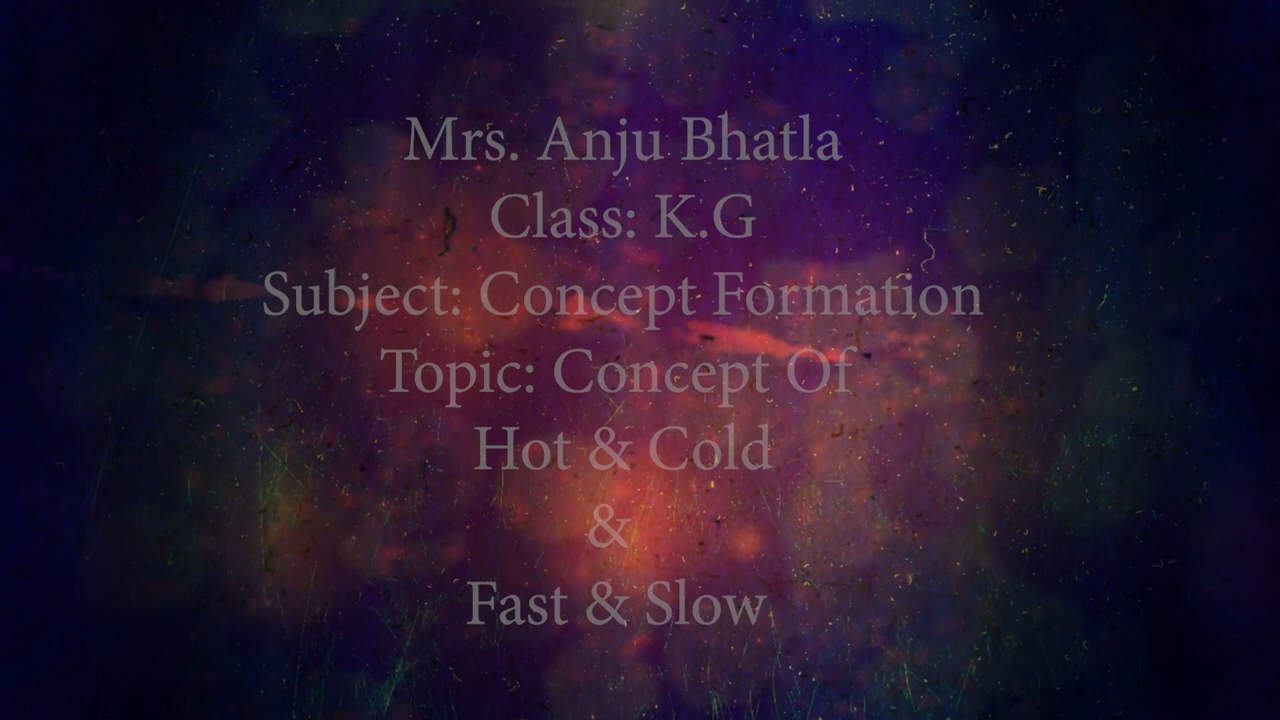 Mrs. Anju Bhatla
Class: K.G
Subject: Concept Formation
Topic: Concept Of
Hot & Cold
&
Fast & Slow